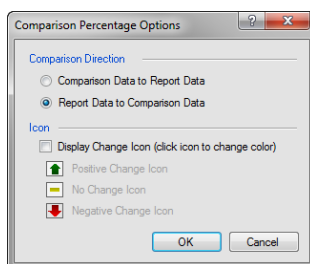 Comparison Percentage Options
?
Comparison Direction
Comparison Data to Report Data
Report Data to Comparison Data
Icon
Display Change Icon (click icon to change color)
Positive Change Icon
No Change Icon
Negative Change Icon
OK Cancel